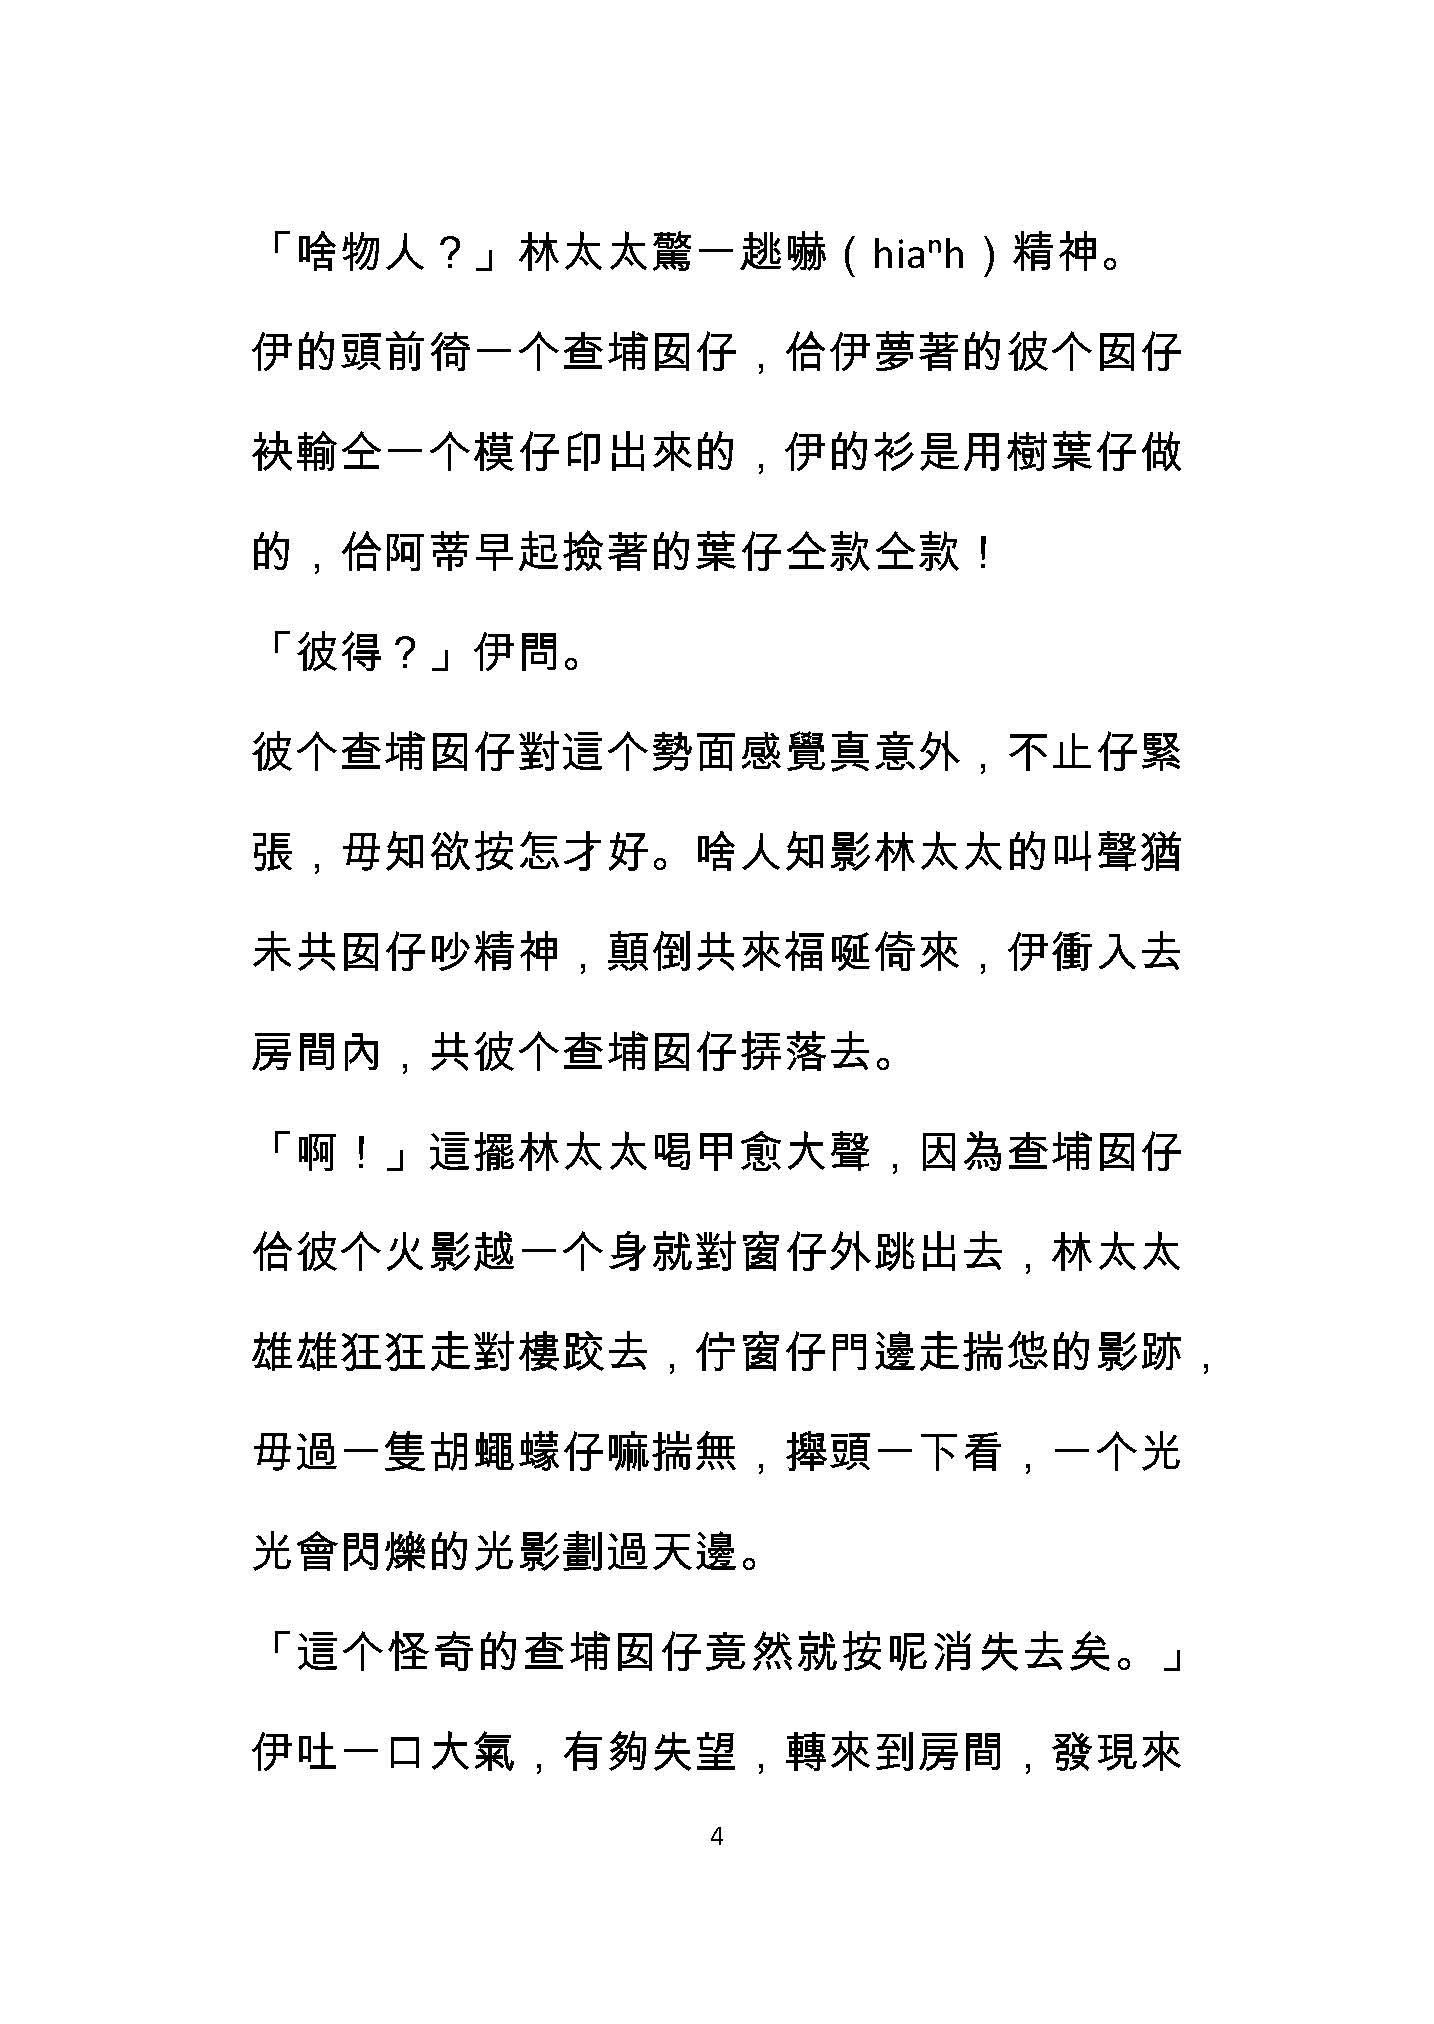 「啥物人？」林太太驚一趒嚇（hiaⁿh）精神。
伊的頭前徛一个查埔囡仔，佮伊夢著的彼个囡仔
袂輸仝一个模仔印出來的，伊的衫是用樹葉仔做
的，佮阿蒂早起撿著的葉仔仝款仝款！
「彼得？」伊問。
彼个查埔囡仔對這个勢面感覺真意外，不止仔緊
張，毋知欲按怎才好。啥人知影林太太的叫聲猶
未共囡仔吵精神，顛倒共來福唌倚來，伊衝入去
房間內，共彼个查埔囡仔拼落去。
「啊！」這擺林太太喝甲愈大聲，因為查埔囡仔
佮彼个火影越一个身就對窗仔外跳出去，林太太
雄雄狂狂走對樓跤去，佇窗仔門邊走揣怹的影跡，
毋過一隻胡蠅蠓仔嘛揣無，攑頭一下看，一个光
光會閃爍的光影劃過天邊。
「這个怪奇的查埔囡仔竟然就按呢消失去矣。」
伊吐一口大氣，有夠失望，轉來到房間，發現來
4